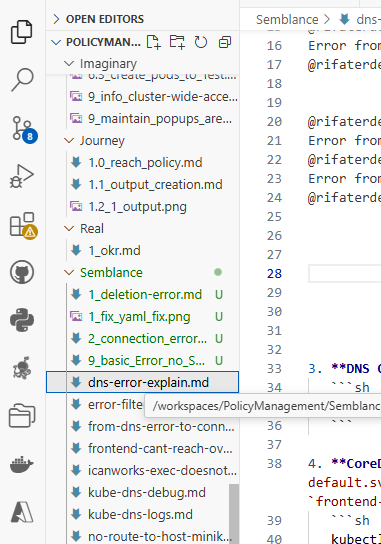 OPEN EDITORS
POLICYMAN...
Imaginary
6.5_create_pods_to_test....
9_info_cluster-wide-acce...
9_maintain_popups_are...
Journey
1.0_reach_policy.md
1.1_output_creation.md
1.2_1_output.png
Real
1_okr.md
Semblance
1_deletion-error.md U
1_fix_yaml_fix.png U
2_connection_error... U
9_basic_Error_no_S... U
dns-error-explain.md
error-filte
from-dns-error-to-conn...
frontend-cant-reach-ov...
icanworks-exec-doesnot...
kube-dns-debug.md
kube-dns-logs.md
no-route-to-host-minik...
8
/workspaces/PolicyManagement/Semblanc
Semblance > dns-
16 Error from
17 @rifaterde
18
19
20 @rifaterde
21 Error from
22 @rifaterde
23 Error from
24 @rifaterde
25
26
27
28
29
30
31
32
33 3. **DNS C
34 ```sh
36 ```
37
38 4. **CoreD
default.sv
`frontend-
39 ```sh
40 kubectl